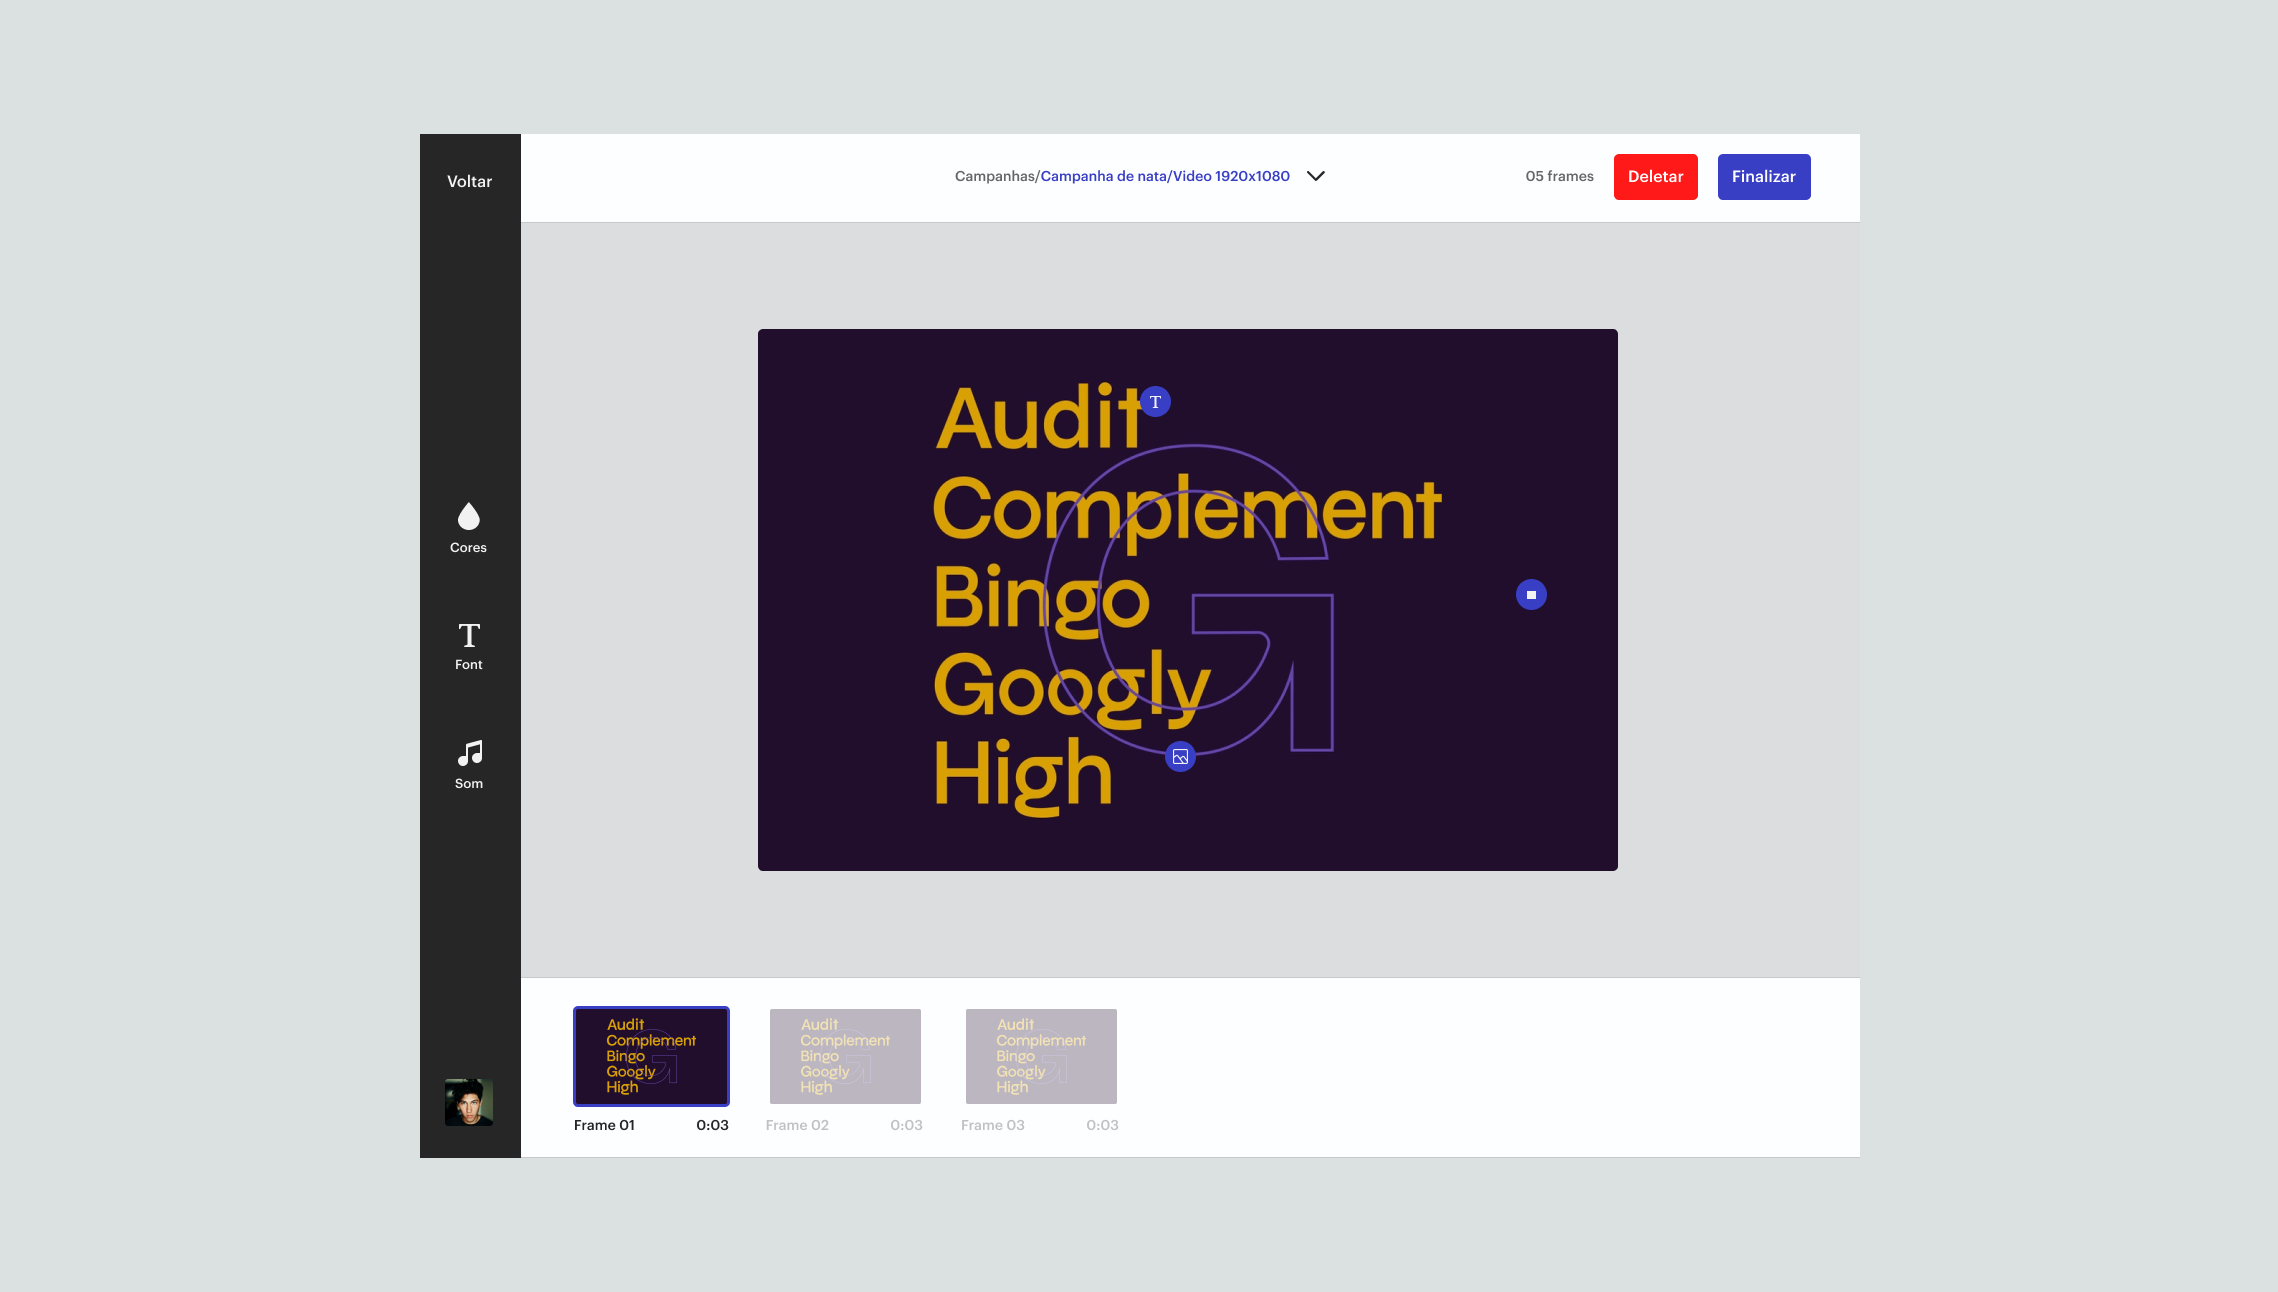 Voltar
Campanhas/Campanha de nata/Video 1920x1080
05 frames
Deletar
Finalizar
Cores
T
Font
Som
Audit
T
Complement
Bingo
Googly
High
G
Audit
Complement
Bingo
Googly
High
Frame 01 0:03
Audit
Complement
Bingo
Googly
High
Frame 02 0:03
Audit
Complement
Bingo
Googly
High
Frame 03 0:03